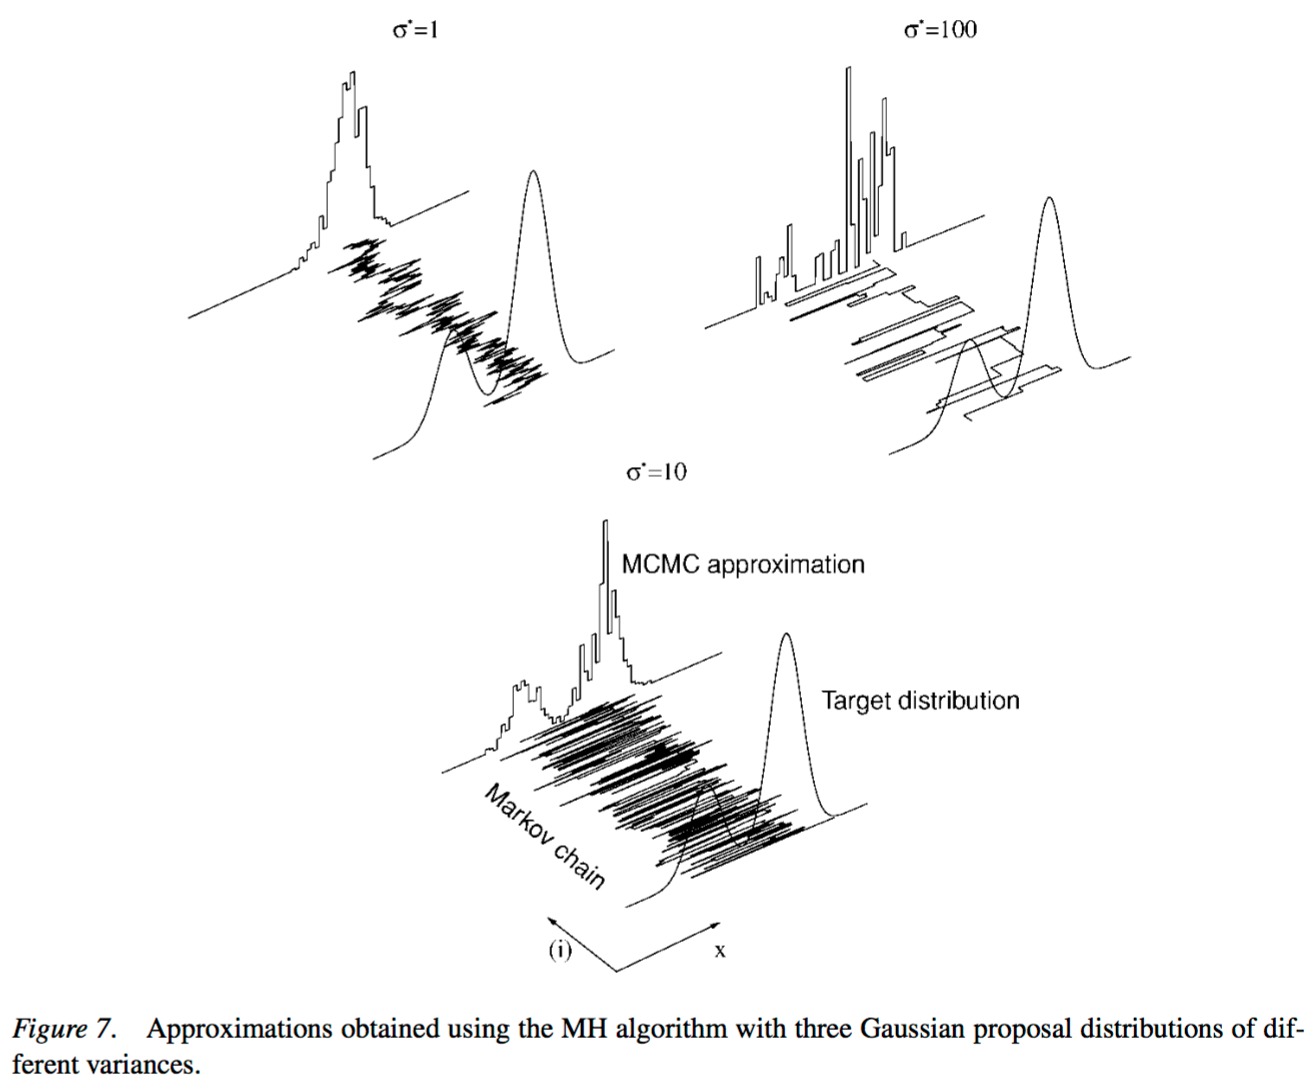 σ*=1
σ*=100
σ*=10
MCMC approximation
Target distribution
Markov chain
(i)
x
Figure 7. Approximations obtained using the MH algorithm with three Gaussian proposal distributions of dif-
ferent variances.